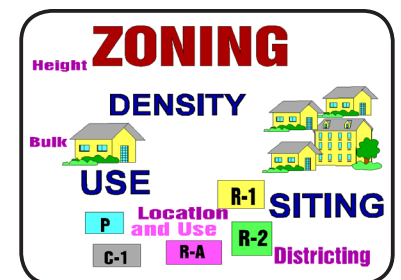 ZONING
Height
DENSITY
Bulk
USE
R-1
SITING
Location
and Use
P
R-2
C-1
R-A
Districting